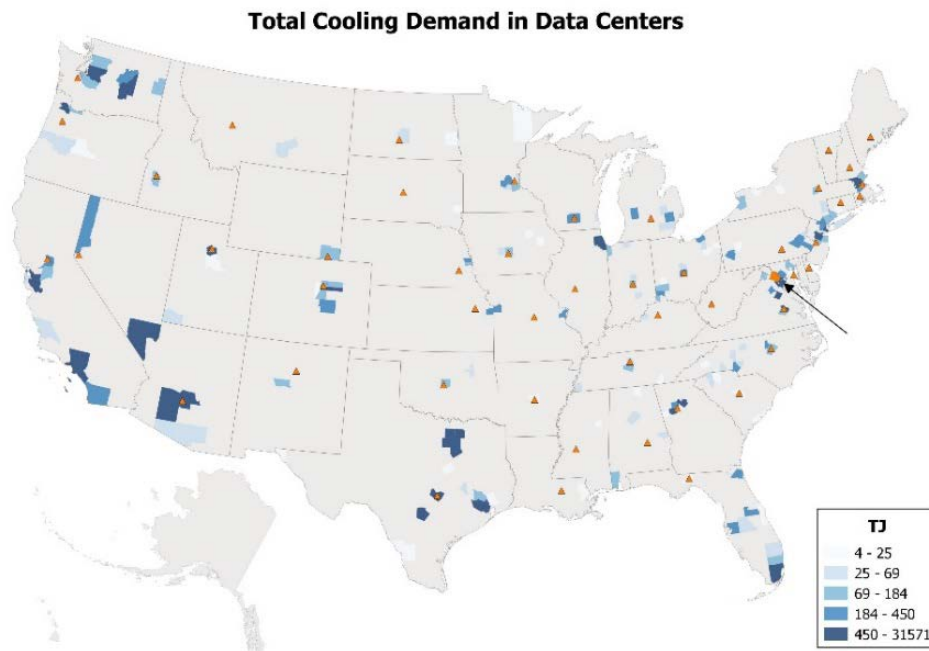 Total Cooling Demand in Data Centers
TJ
4 - 25
25 - 69
69 - 184
184 - 450
450 - 31571